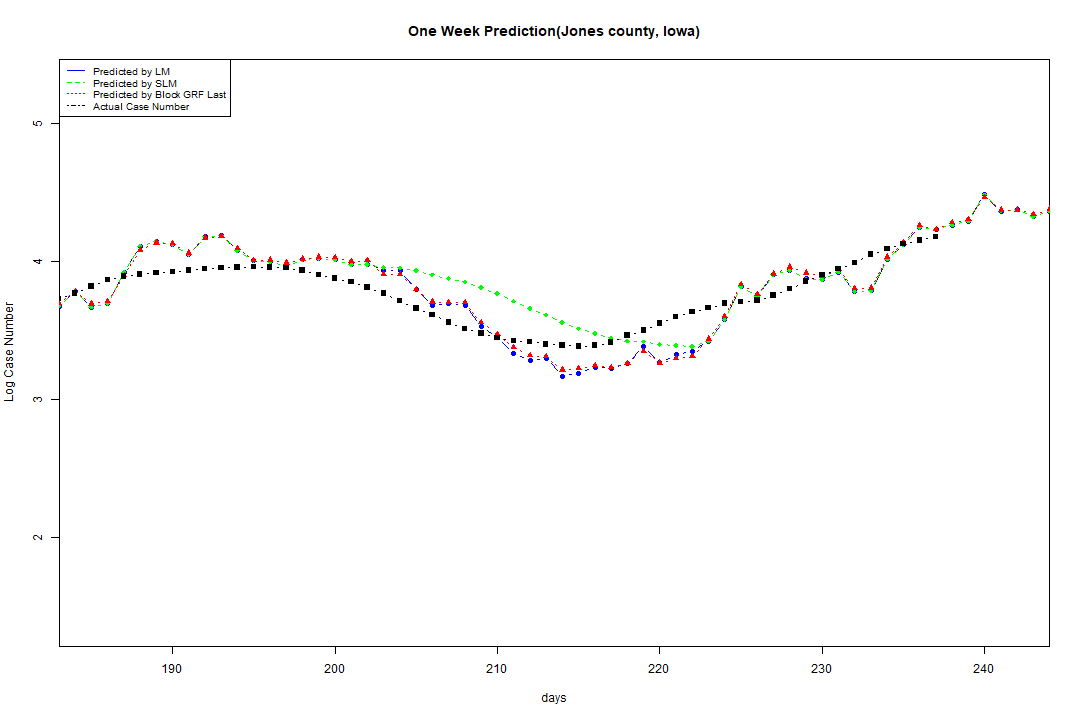 One Week Prediction(Jones county, Iowa)
Predicted by LM
Predicted by SLM
Predicted by Block GRF Last
Actual Case Number
5
4
3
2
Log Case Number
190 200 210 220 230 240
days